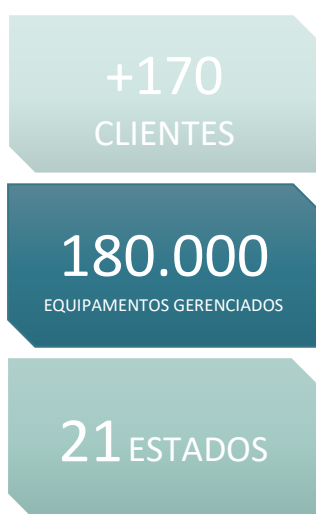 +170
CLIENTES
180.000
EQUIPAMENTOS GERENCIADOS
21 ESTADOS